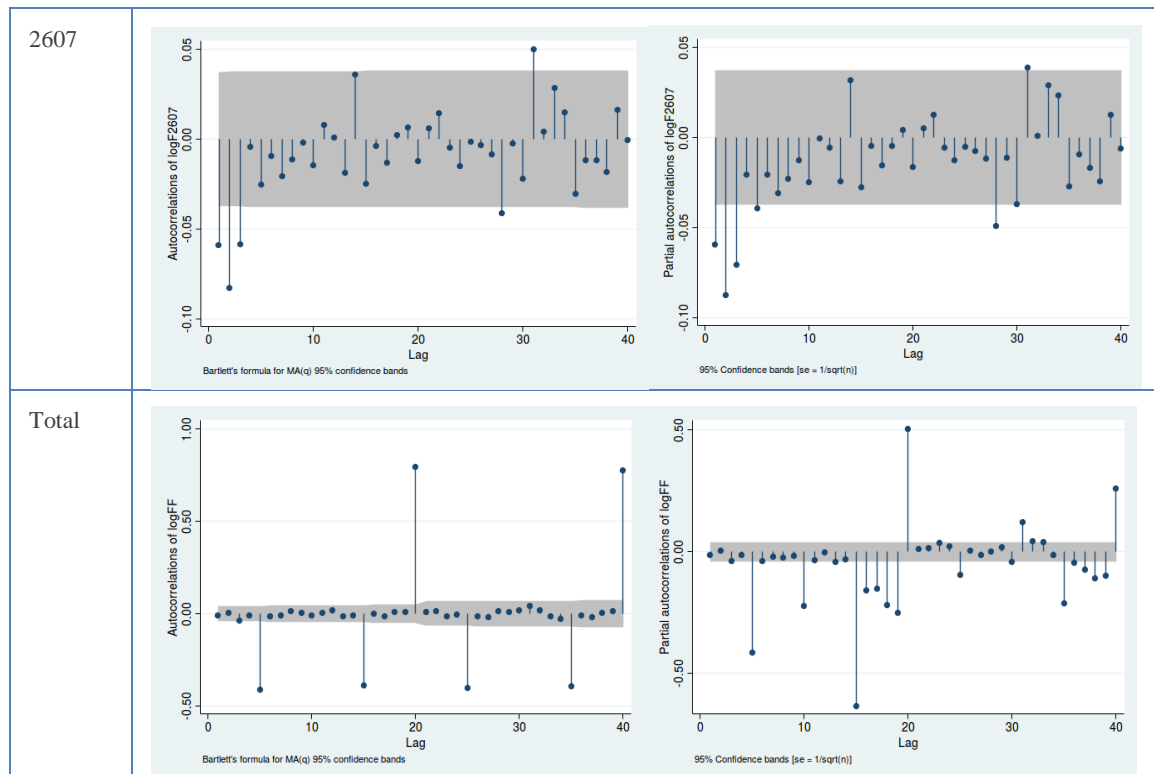 2607
Autocorrelations of logF2607
0.05
0.00
-0.05
-0.10
0 10 20 30 40
Lag
Bartlett's formula for MA(q) 95% confidence bands
Partial autocorrelations of logF2607
0.05
0.00
-0.05
-0.10
0 10 20 30 40
Lag
95% Confidence bands [se = 1/sqrt(n)]
Total
Autocorrelations of logFF
1.00
0.50
0.00
-0.50
0 10 20 30 40
Lag
Bartlett's formula for MA(q) 95% confidence bands
Partial autocorrelations of logFF
0.50
0.00
-0.50
0 10 20 30 40
Lag
95% Confidence bands [se = 1/sqrt(n)]